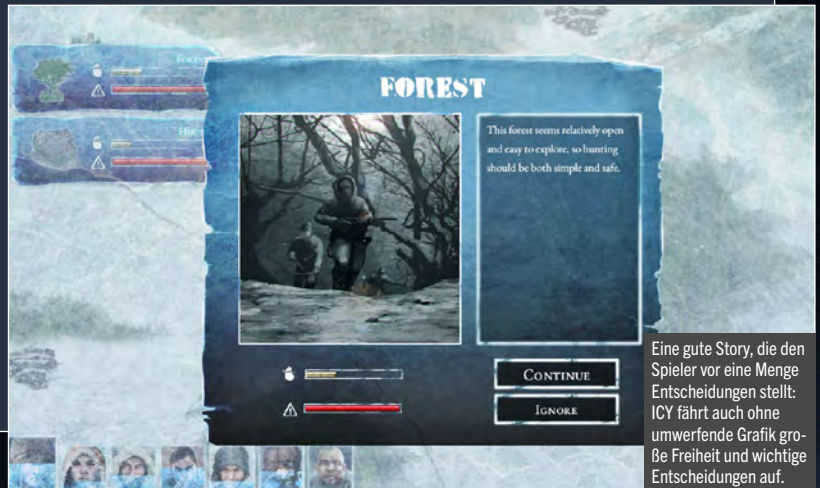 FOREST
This forest seems relatively open
and easy to explore, so hunting
should be both simple and safe.
CONTINUE
IGNORE
Eine gute Story, die den
Spieler vor eine Menge
Entscheidungen stellt:
ICY fährt auch ohne
umwerfende Grafik gro-
ße Freiheit und wichtige
Entscheidungen auf.